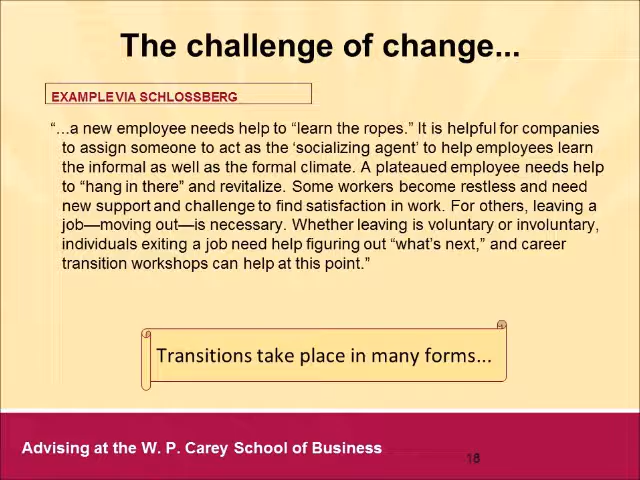 The challenge of change...
EXAMPLE VIA SCHLOSSBERG
“...a new employee needs help to “learn the ropes.” It is helpful for companies
to assign someone to act as the ‘socializing agent’ to help employees learn
the informal as well as the formal climate. A plateaued employee needs help
to “hang in there” and revitalize. Some workers become restless and need
new support and challenge to find satisfaction in work. For others, leaving a
job—moving out—is necessary. Whether leaving is voluntary or involuntary,
individuals exiting a job need help figuring out “what’s next,” and career
transition workshops can help at this point.”
Transitions take place in many forms...
Advising at the W. P. Carey School of Business